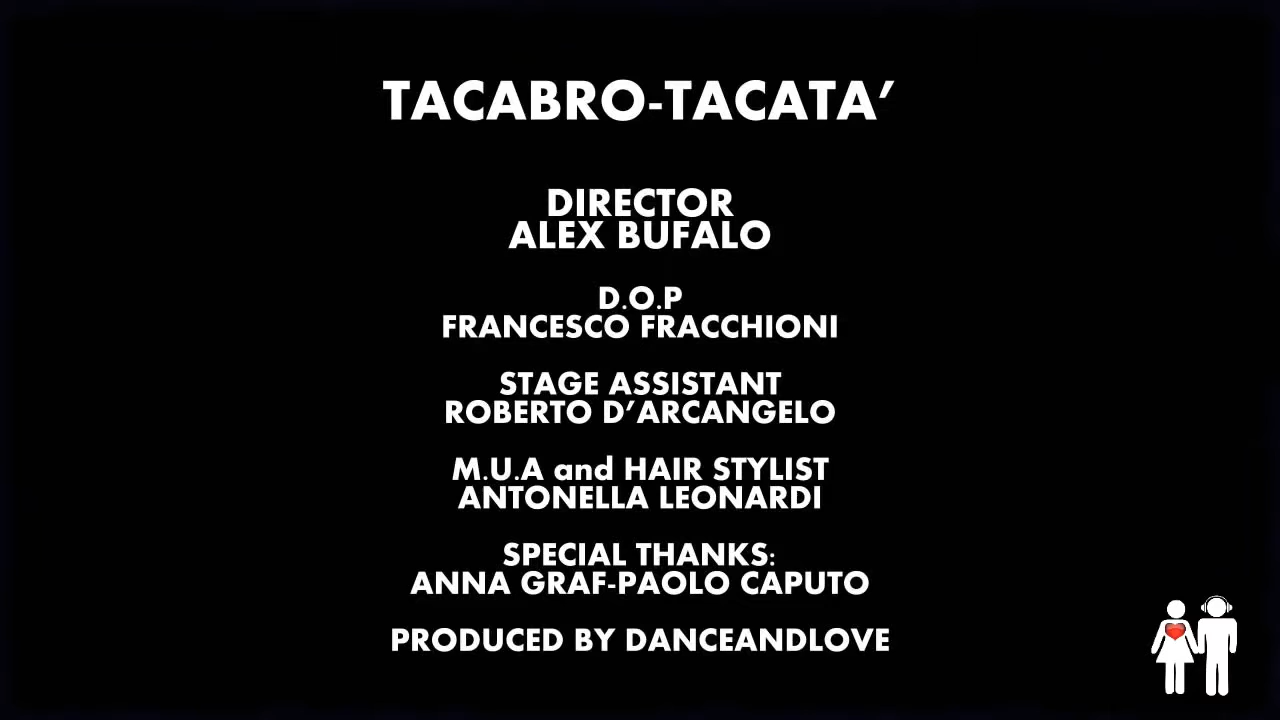 TACABRO-TACATA’
DIRECTOR
ALEX BUFALO
D.O.P
FRANCESCO FRACCHIONI
STAGE ASSISTANT
ROBERTO D’ARCANGELO
M.U.A and HAIR STYLIST
ANTONELLA LEONARDI
SPECIAL THANKS:
ANNA GRAF-PAOLO CAPUTO
PRODUCED BY DANCEANDLOVE